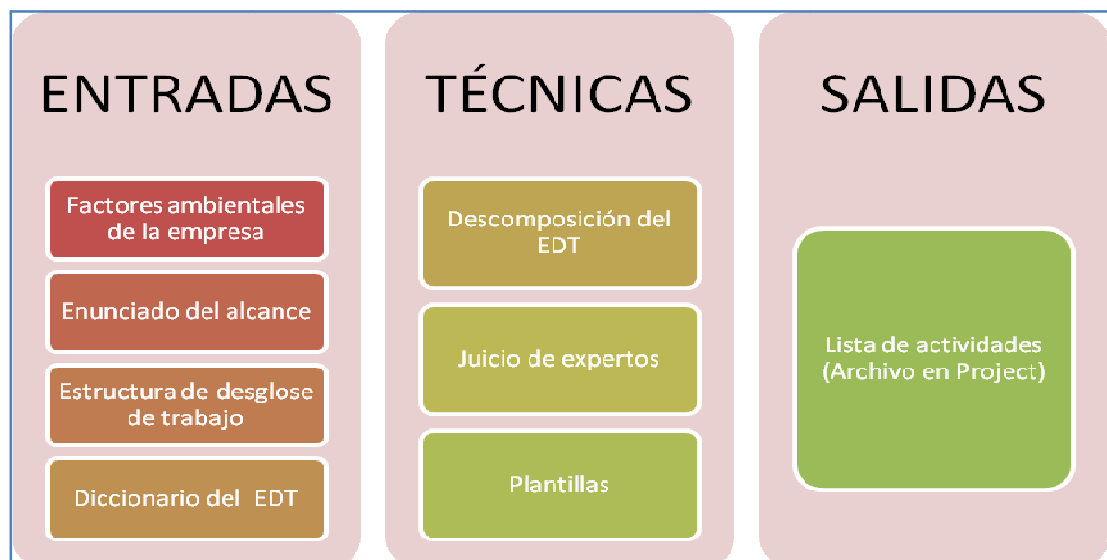 ENTRADAS
Factores ambientales
de la empresa
Enunciado del alcance
Estructura de desglose
de trabajo
Diccionario del EDT
TÉCNICAS
Descomposición del
EDT
Juicio de expertos
Plantillas
SALIDAS
Lista de actividades
(Archivo en Project)